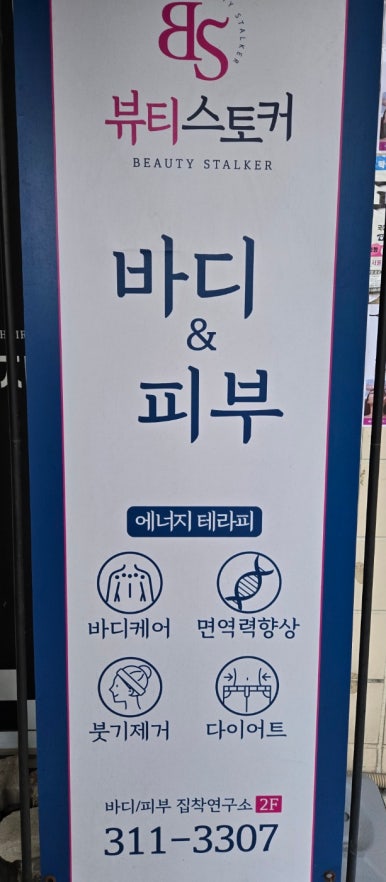 BS
STALKER
뷰티스토커
BEAUTY STALKER
바디
&
피부
에너지 테라피
바디케어 면역력향상
붓기제거 다이어트
바디/피부 집착연구소 2F
311-3307